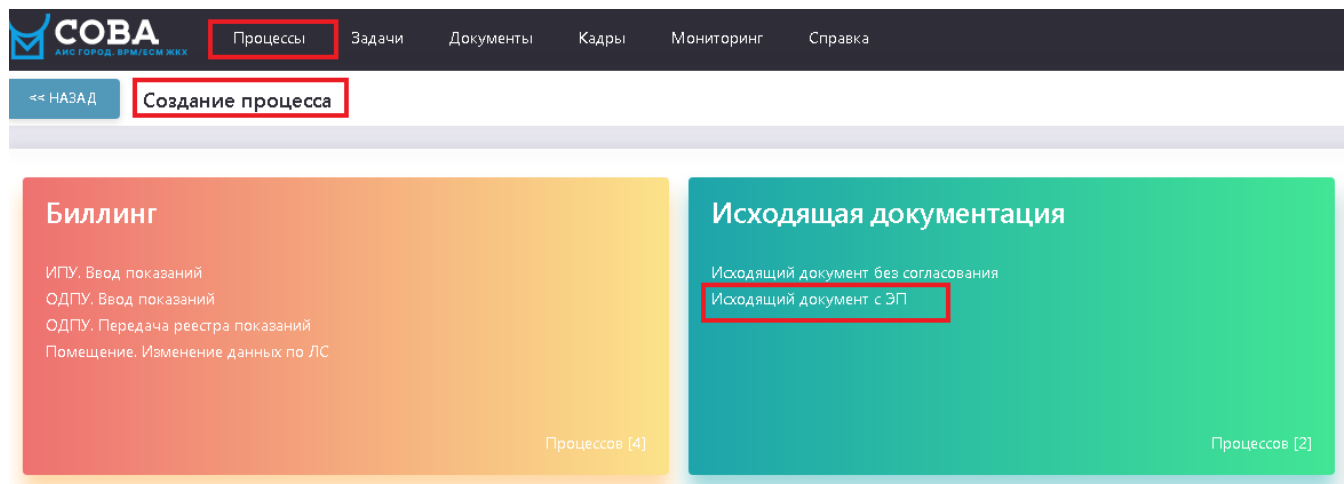 СОВА
АИС ГОРОД. BPM/ECM ЖКХ
Процессы Задачи Документы Кадры Мониторинг Справка
<< НАЗАД Создание процесса
Биллинг
ИПУ. Ввод показаний
ОДПУ. Ввод показаний
ОДПУ. Передача реестра показаний
Помещение. Изменение данных по ЛС
Процессов [4]
Исходящая документация
Исходящий документ без согласования
Исходящий документ с ЭП
Процессов [2]